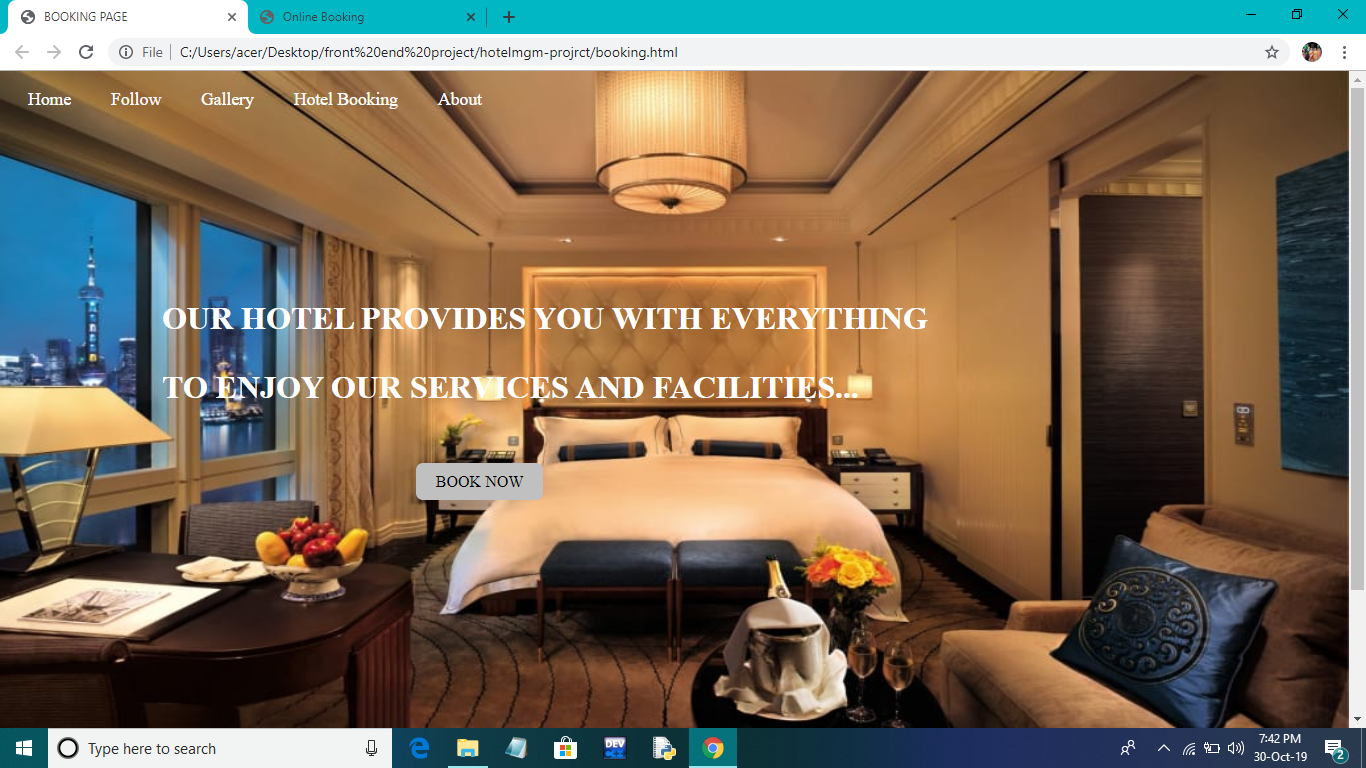 BOOKING PAGE
Online Booking
File
C:/Users/acer/Desktop/front%20end%20project/hotelmgm-projrct/booking.html
Home Follow Gallery Hotel Booking About
OUR HOTEL PROVIDES YOU WITH EVERYTHING
TO ENJOY OUR SERVICES AND FACILITIES...
BOOK NOW
Type here to search
DEV
7:42 PM
30-Oct-19
2